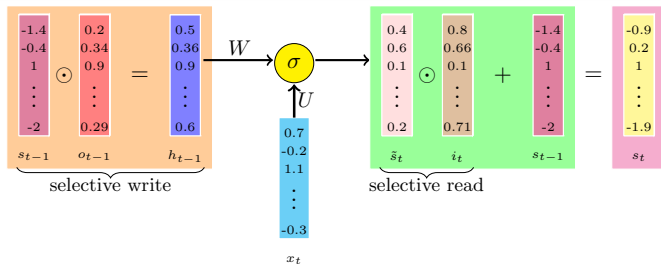 -1.4 0.2 0.5 0.4 0.8 -1.4 -0.9
-0.4 0.34 0.36 W σ 0.6 0.66 -0.4 0.2
1 ⊙ 0.9 = 0.9 0.1 ⊙ 0.1 + 1 = 1
⋮ ⋮ ⋮ ⋮ ⋮ ⋮ ⋮
-2 0.29 0.6 U 0.2 0.71 -2 -1.9
s_{t−1} o_{t−1} h_{t−1} s̃_t i_t s_{t−1} s_t
selective write selective read
0.7
-0.2
1.1
⋮
-0.3
x_t